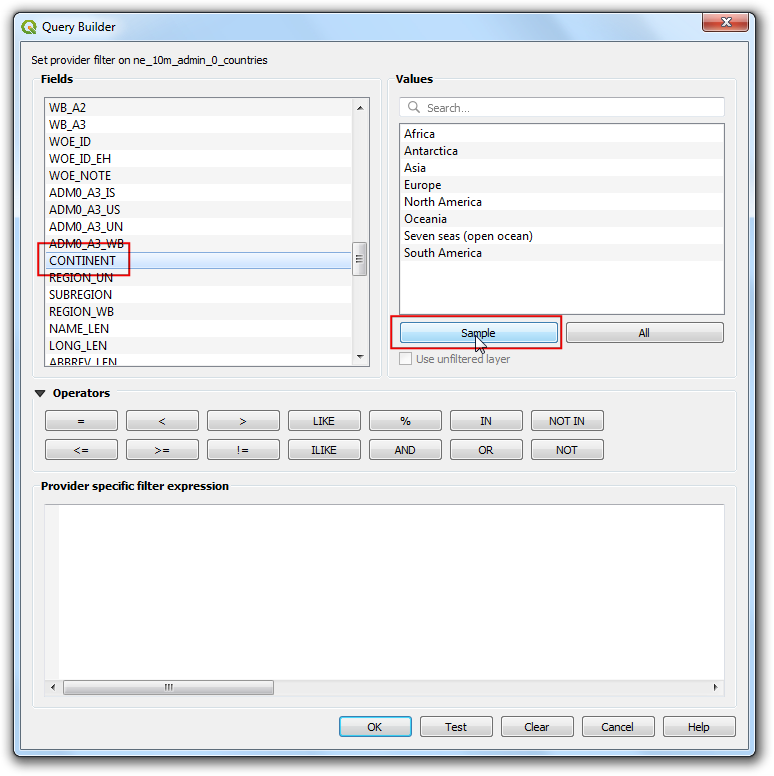 Query Builder
Set provider filter on ne_10m_admin_0_countries
Fields
WB_A2
WB_A3
WOE_ID
WOE_ID_EH
WOE_NOTE
ADM0_A3_IS
ADM0_A3_US
ADM0_A3_UN
ADM0_A3_WB
CONTINENT
REGION_UN
SUBREGION
REGION_WB
NAME_LEN
LONG_LEN
ABBREV_LEN
Values
Search...
Africa
Antarctica
Asia
Europe
North America
Oceania
Seven seas (open ocean)
South America
Sample All
Use unfiltered layer
Operators
= < > LIKE % IN NOT IN
<= >= != ILIKE AND OR NOT
Provider specific filter expression
OK Test Clear Cancel Help